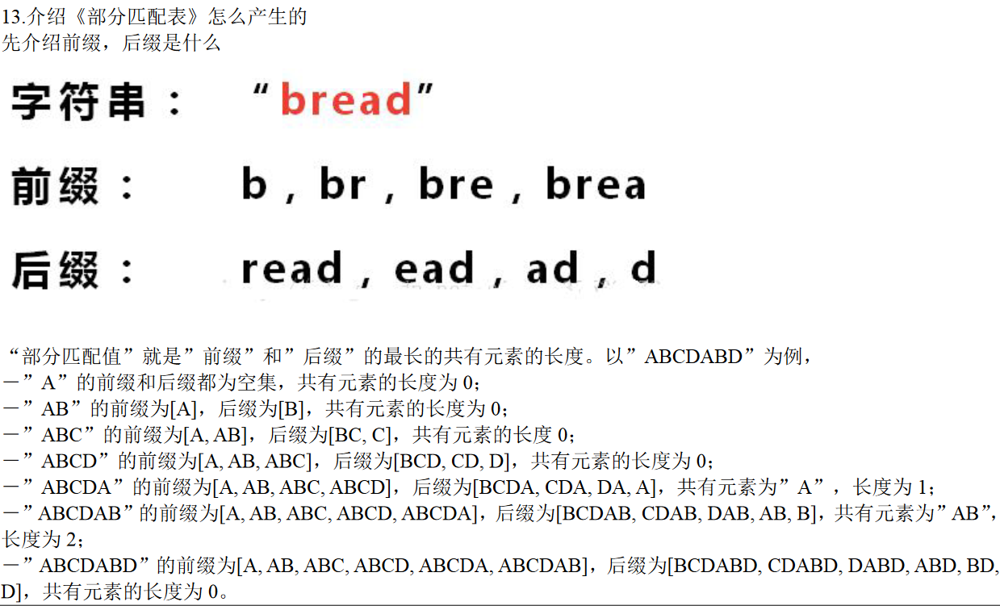 13.介绍《部分匹配表》怎么产生的
先介绍前缀，后缀是什么
字符串： “bread”
前缀： b , br , bre , brea
后缀： read , ead , ad , d
“部分匹配值”就是”前缀”和”后缀”的最长的共有元素的长度。以”ABCDABD”为例，
－”A”的前缀和后缀都为空集，共有元素的长度为 0；
－”AB”的前缀为[A]，后缀为[B]，共有元素的长度为 0；
－”ABC”的前缀为[A, AB]，后缀为[BC, C]，共有元素的长度 0；
－”ABCD”的前缀为[A, AB, ABC]，后缀为[BCD, CD, D]，共有元素的长度为 0；
－”ABCDA”的前缀为[A, AB, ABC, ABCD]，后缀为[BCDA, CDA, DA, A]，共有元素为”A”，长度为 1；
－”ABCDAB”的前缀为[A, AB, ABC, ABCD, ABCDA]，后缀为[BCDAB, CDAB, DAB, AB, B]，共有元素为”AB”，
长度为 2；
－”ABCDABD”的前缀为[A, AB, ABC, ABCD, ABCDA, ABCDAB]，后缀为[BCDABD, CDABD, DABD, ABD, BD,
D]，共有元素的长度为 0。